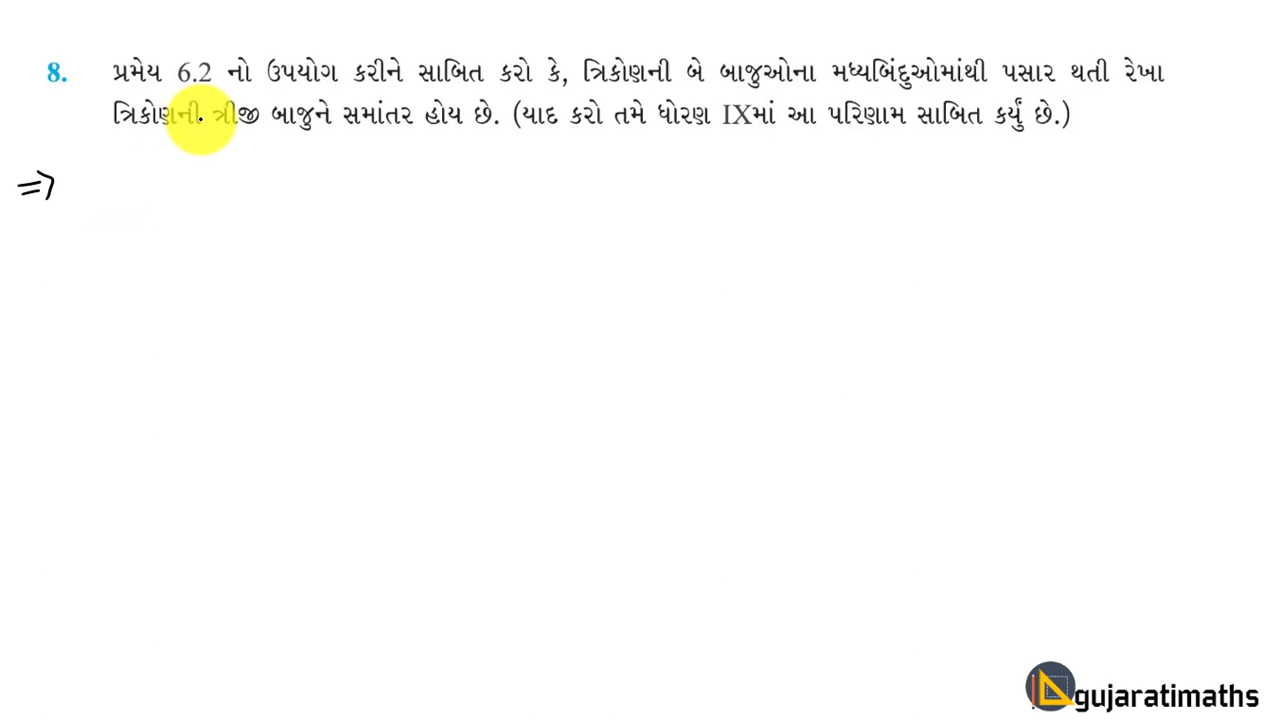 8. પ્રમેય 6.2 નો ઉપયોગ કરીને સાબિત કરો કે, ત્રિકોણની બે બાજુઓના મધ્યબિંદુઓમાંથી પસાર થતી રેખા
ત્રિકોણની ત્રીજી બાજુને સમાંતર હોય છે. (યાદ કરો તમે ધોરણ IXમાં આ પરિણામ સાબિત કર્યું છે.)
⇒
gujaratimaths